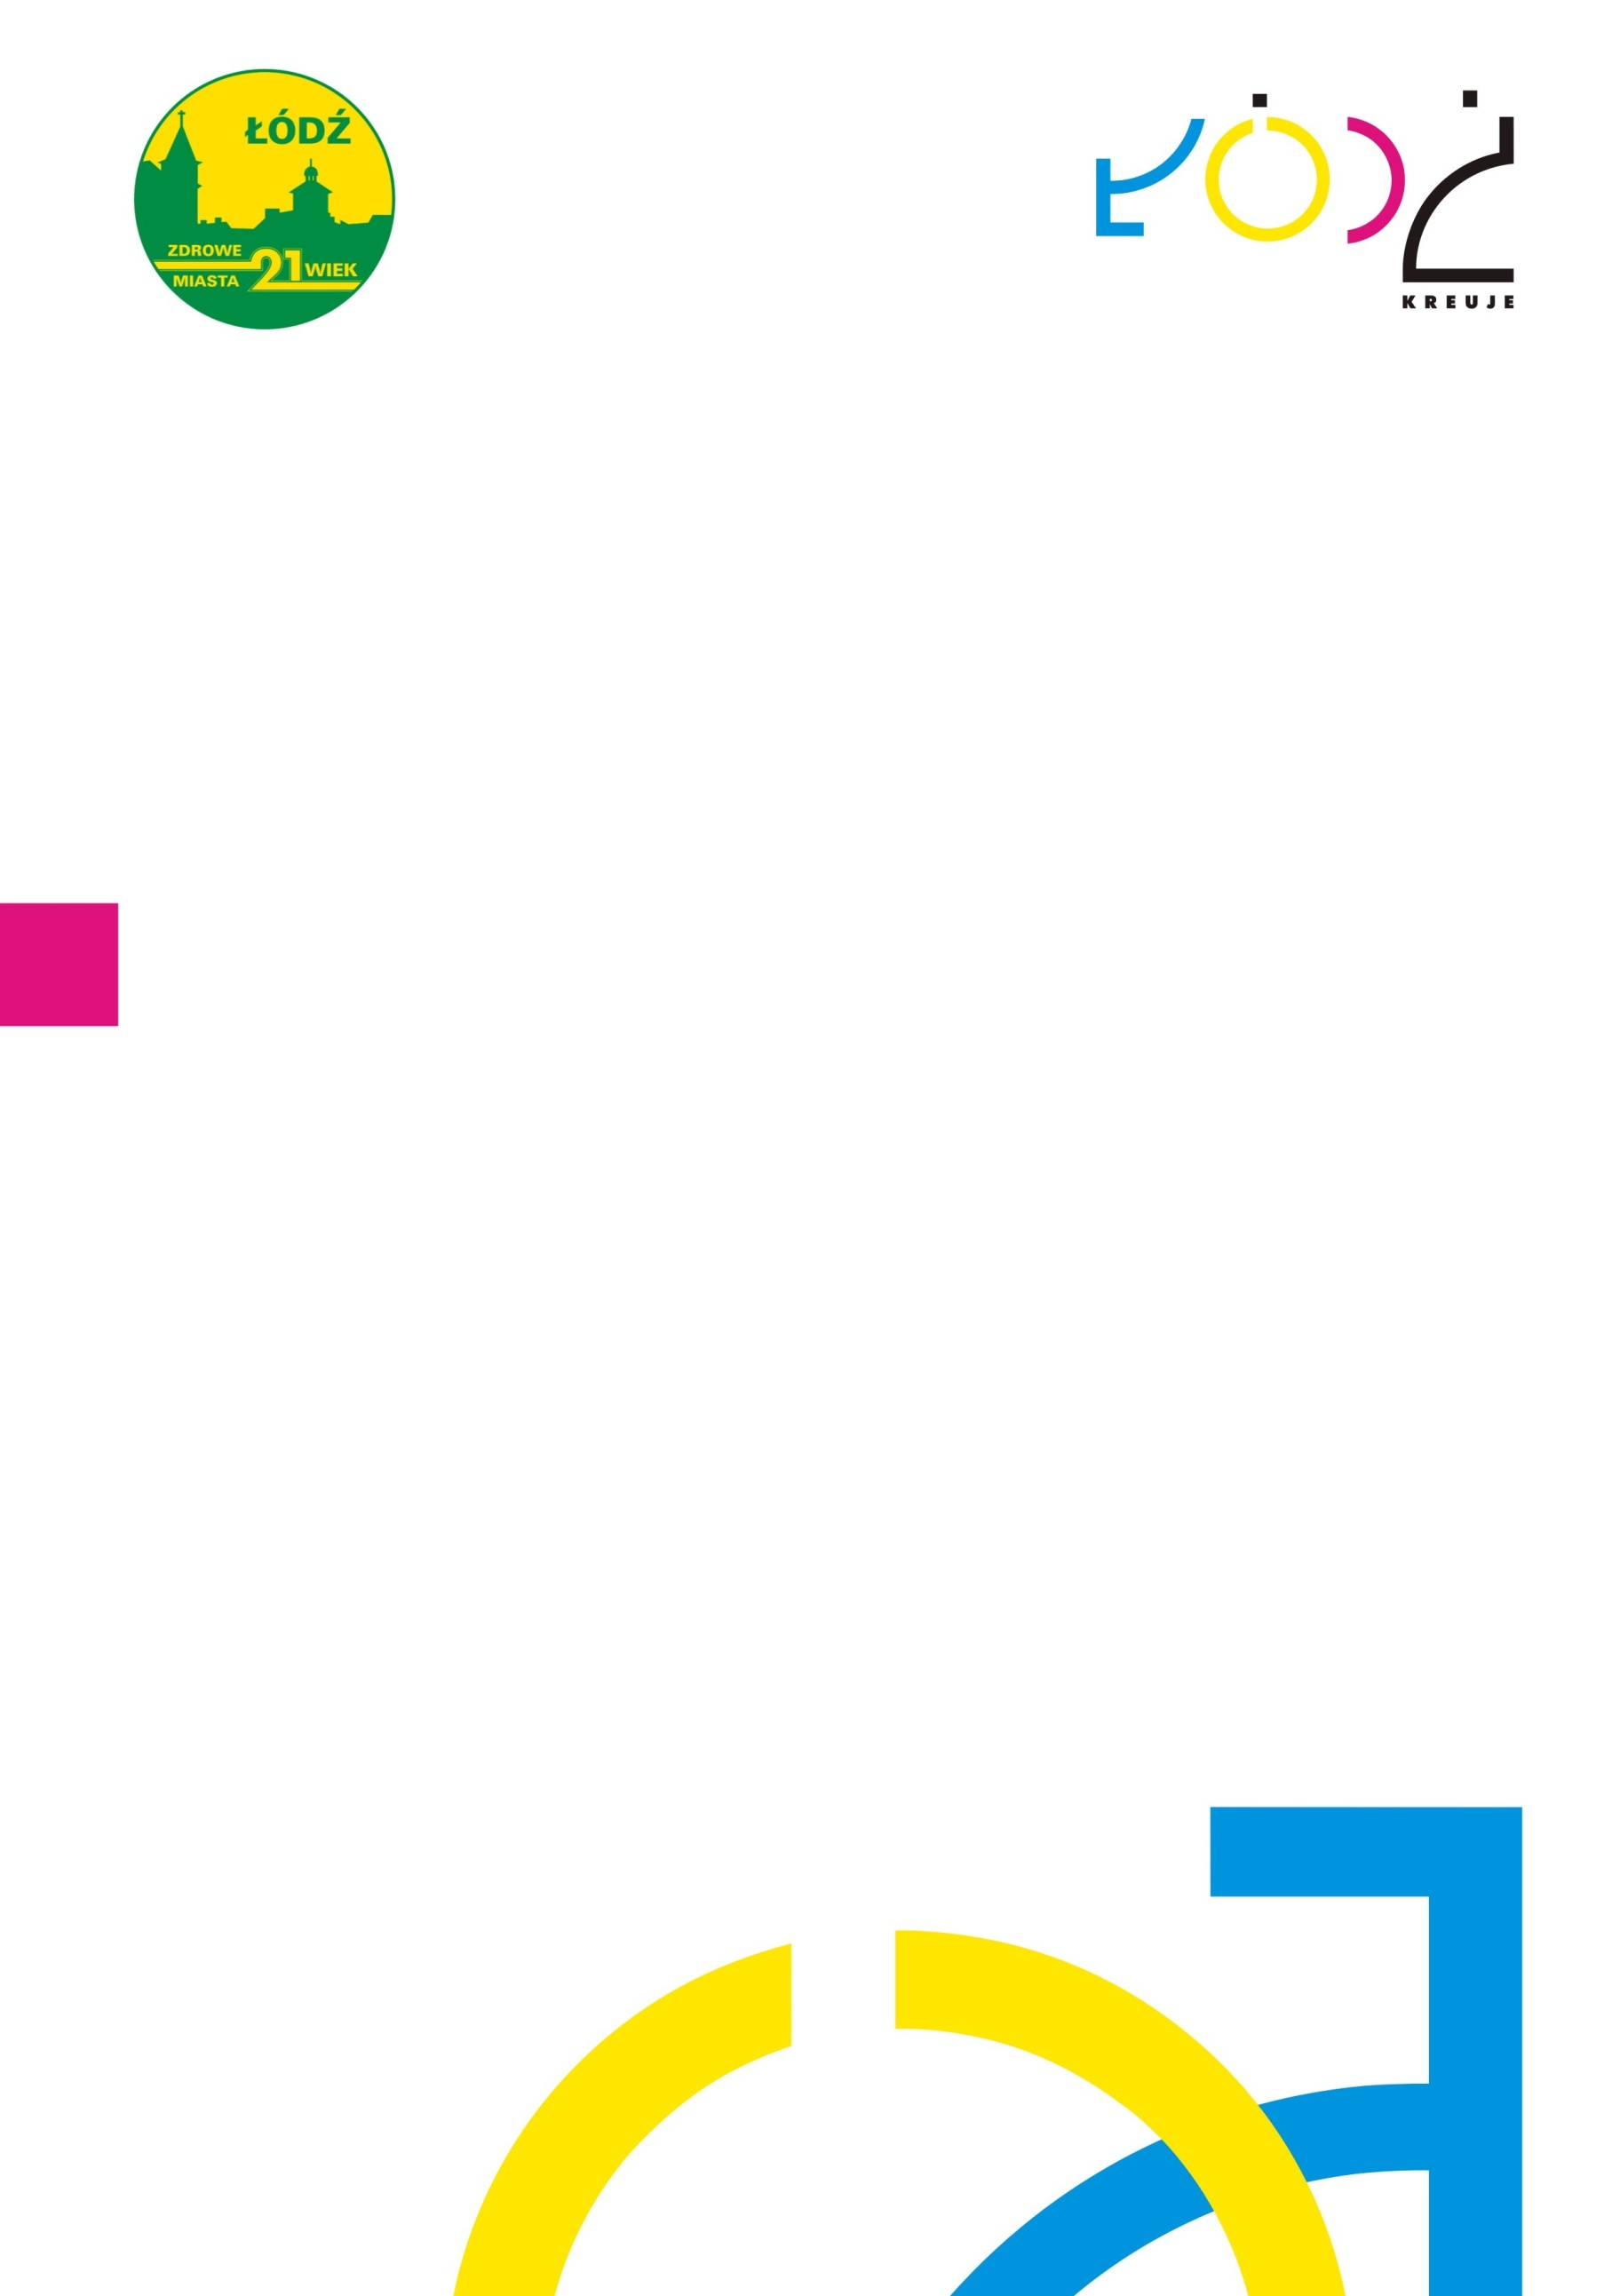 ŁÓDŹ
ZDROWE
MIASTA
21
WIEK
ŁÓDŹ
KREUJE